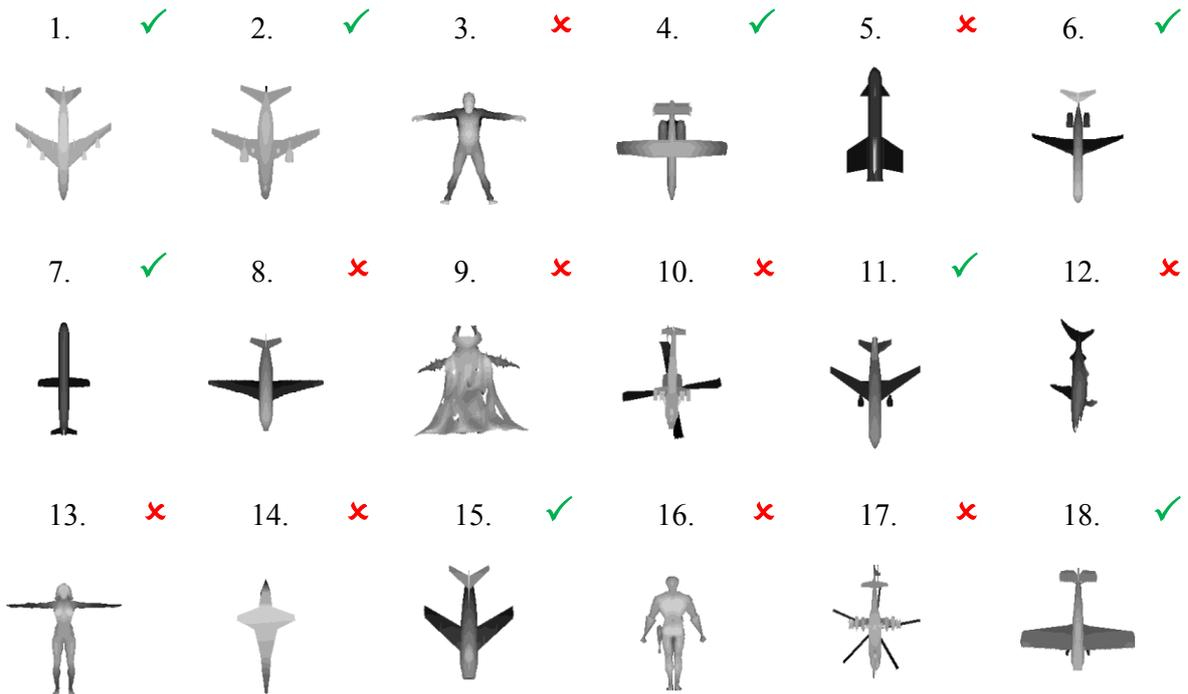 1. ✓ 2. ✓ 3. ✘ 4. ✓ 5. ✘ 6. ✓
7. ✓ 8. ✘ 9. ✘ 10. ✘ 11. ✓ 12. ✘
13. ✘ 14. ✘ 15. ✓ 16. ✘ 17. ✘ 18. ✓